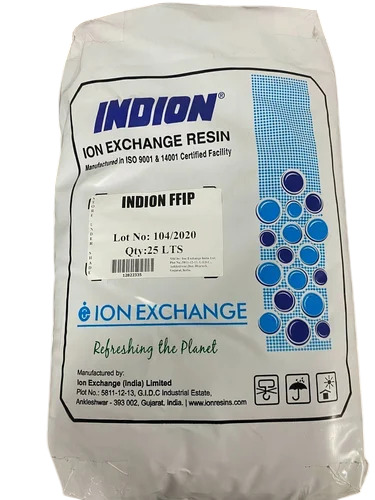 INDION®
ION EXCHANGE RESIN
Manufactured in ISO 9001 & 14001 Certified Facility
INDION FFIP
Lot No: 104/2020
Qty:25 LTS
ION EXCHANGE
Refreshing the Planet
Manufactured by:
Ion Exchange (India) Limited
Plot No.: 5811-12-13, G.I.D.C Industrial Estate,
Ankleshwar - 393 002, Gujarat, India. | www.ionresins.com